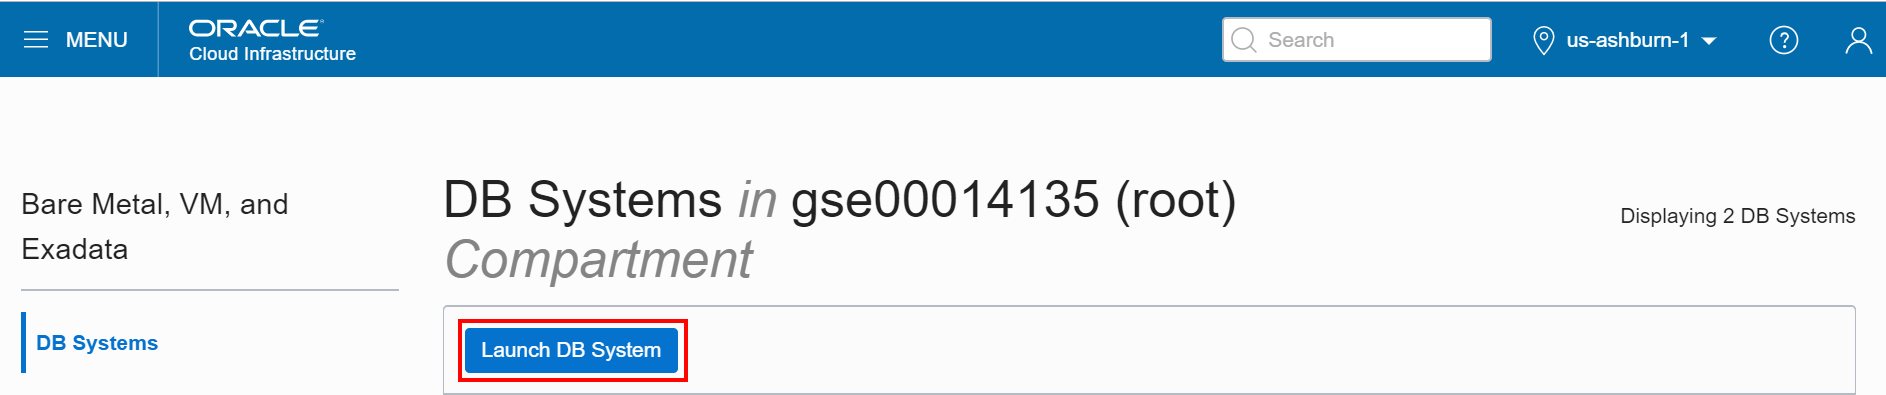 MENU
ORACLE
Cloud Infrastructure
Search
us-ashburn-1
?
Bare Metal, VM, and
Exadata
DB Systems
DB Systems in gse00014135 (root)
Compartment
Displaying 2 DB Systems
Launch DB System